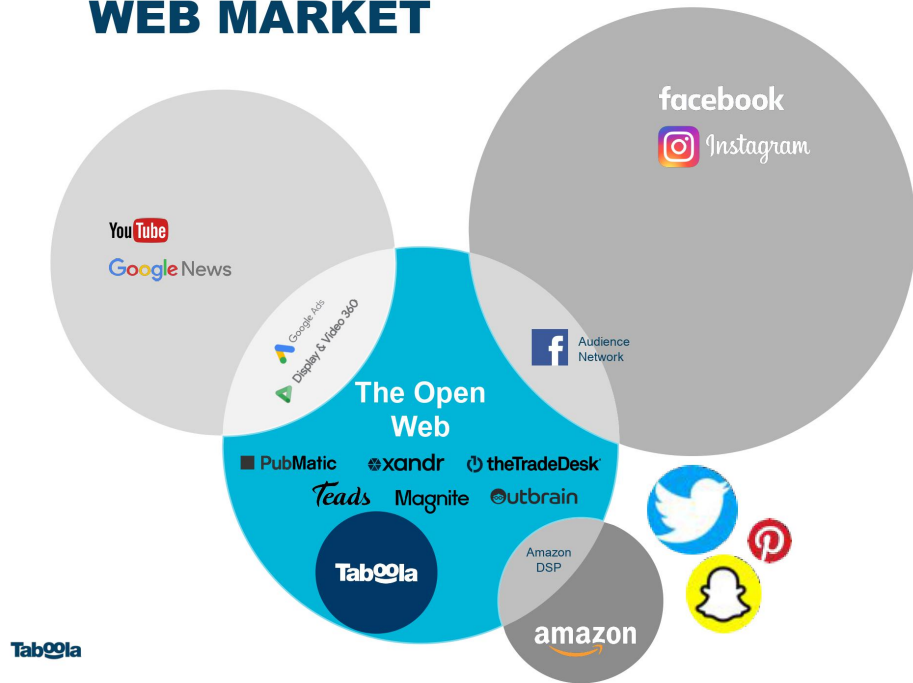 WEB MARKET
facebook
Instagram
YouTube
Google News
Google Ads
Display & Video 360
f
Audience
Network
The Open
Web
PubMatic
xandr
theTradeDesk
Teads
Magnite
Outbrain
Taboola
Amazon
DSP
amazon
Taboola